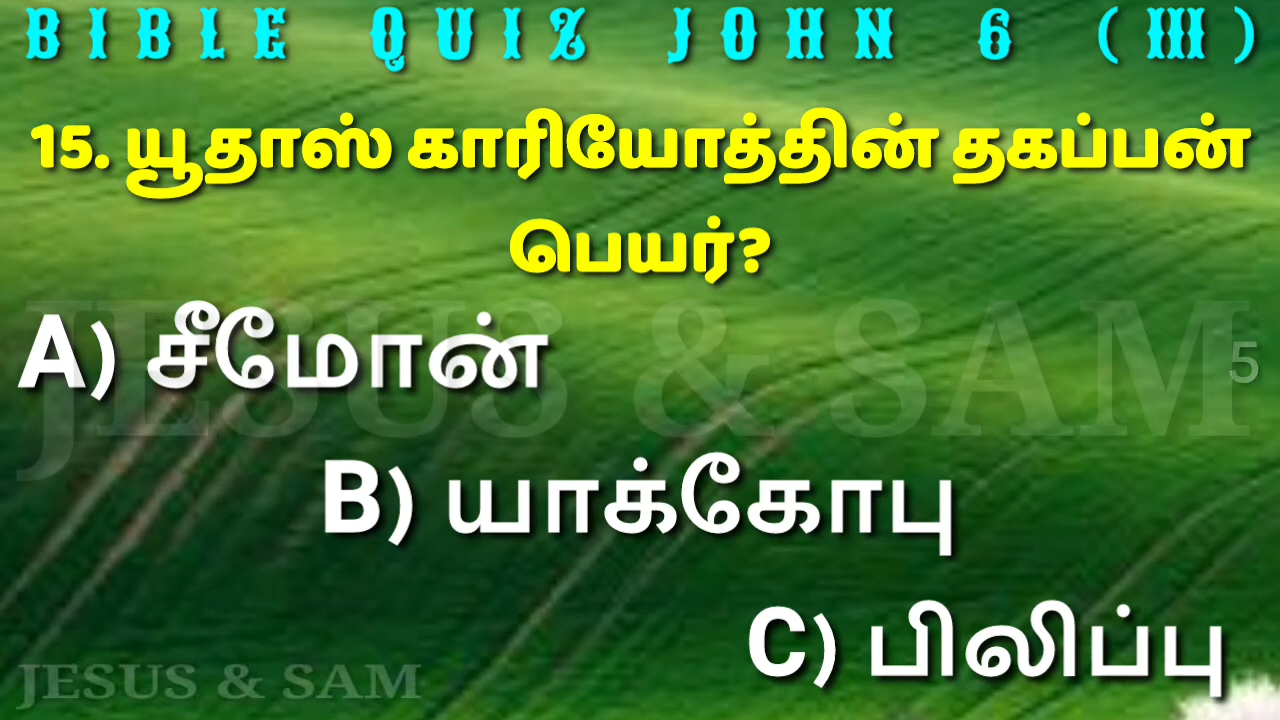 BIBLE QUIZ JOHN 6 (III)
15. யூதாஸ் காரியோத்தின் தகப்பன்
பெயர்?
A) சீமோன்
JESUS & SAM
5
B) யாக்கோபு
C) பிலிப்பு
JESUS & SAM